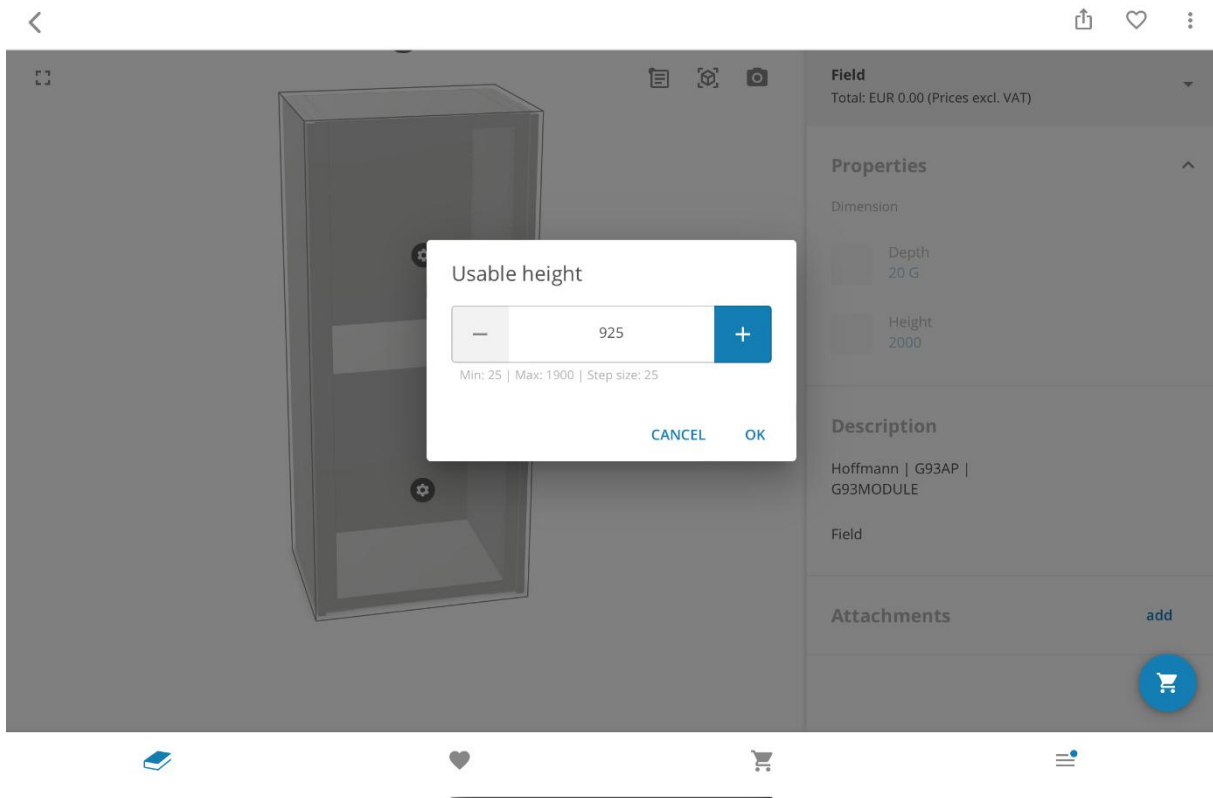 Field
Total: EUR 0.00 (Prices excl. VAT)
Properties
Dimension
Depth
20 G
Height
2000
Usable height
925
Min: 25 | Max: 1900 | Step size: 25
CANCEL OK
Description
Hoffmann | G93AP |
G93MODULE
Field
Attachments add